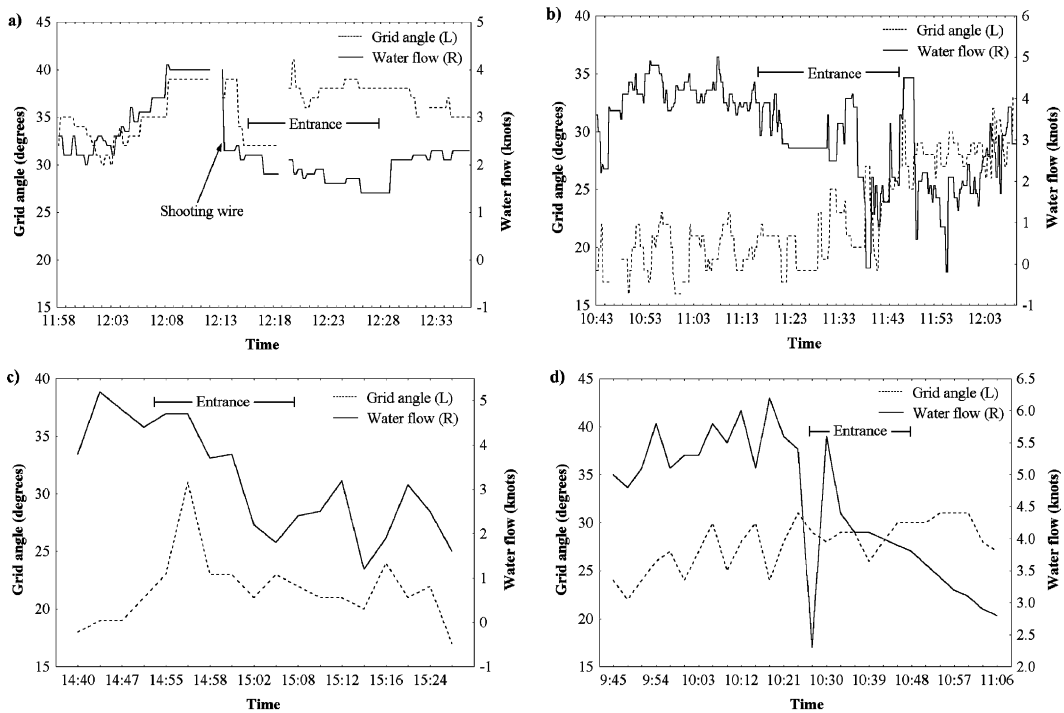 a)
Grid angle (L)
Water flow (R)
Entrance
Shooting wire
45
40
35
30
25
20
15
5
4
3
2
1
0
-1
Grid angle (degrees)
Water flow (knots)
11:58 12:03 12:08 12:13 12:18 12:23 12:28 12:33
Time
b)
Grid angle (L)
Water flow (R)
Entrance
40
35
30
25
20
15
6
5
4
3
2
1
0
-1
Grid angle (degrees)
Water flow (knots)
10:43 10:53 11:03 11:13 11:23 11:33 11:43 11:53 12:03
Time
c)
Grid angle (L)
Water flow (R)
Entrance
40
35
30
25
20
15
5
4
3
2
1
0
-1
Grid angle (degrees)
Water flow (knots)
14:40 14:47 14:55 14:58 15:02 15:08 15:12 15:16 15:24
Time
d)
Grid angle (L)
Water flow (R)
Entrance
45
40
35
30
25
20
15
6.5
6.0
5.5
5.0
4.5
4.0
3.5
3.0
2.5
2.0
Grid angle (degrees)
Water flow (knots)
9:45 9:54 10:03 10:12 10:21 10:30 10:39 10:48 10:57 11:06
Time